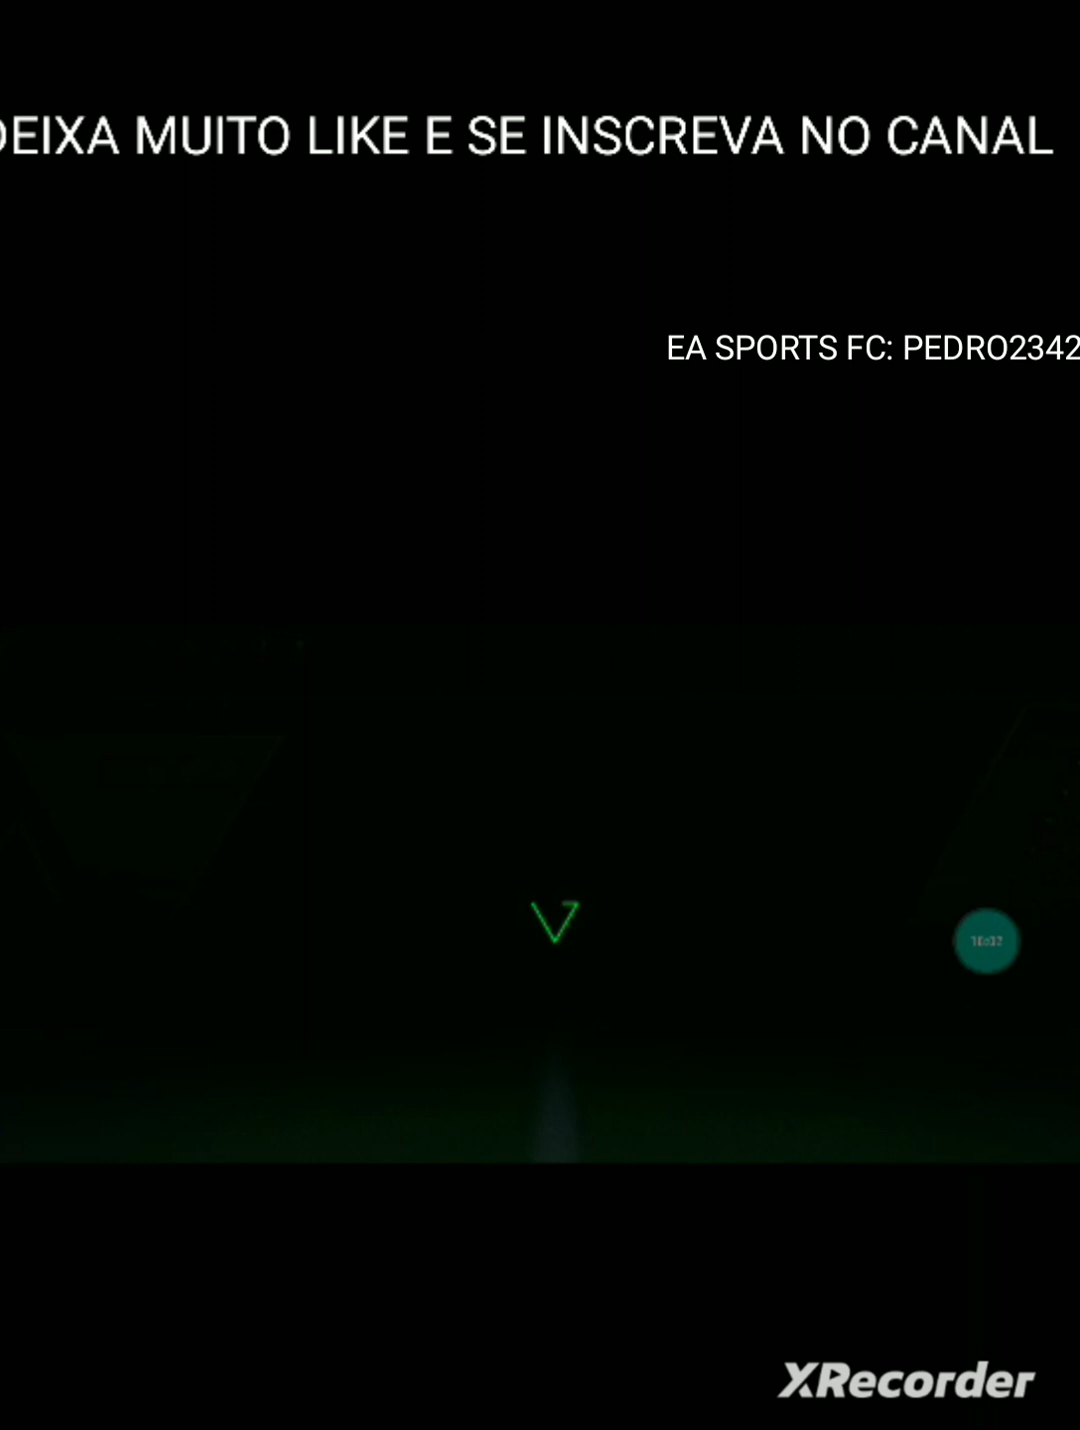 DEIXA MUITO LIKE E SE INSCREVA NO CANAL
EA SPORTS FC: PEDRO2342
XRecorder